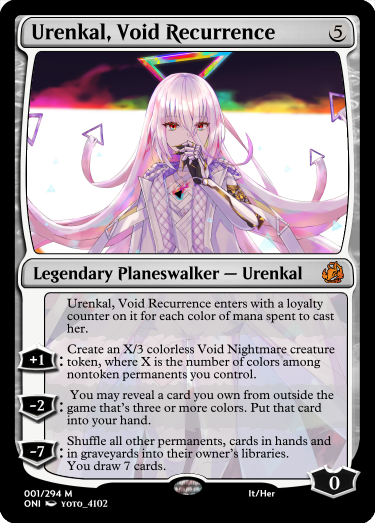 Urenkal, Void Recurrence 5
Legendary Planeswalker — Urenkal
Urenkal, Void Recurrence enters with a loyalty
counter on it for each color of mana spent to cast
her.
+1: Create an X/3 colorless Void Nightmare creature
token, where X is the number of colors among
nontoken permanents you control.
-2: You may reveal a card you own from outside the
game that's three or more colors. Put that card
into your hand.
-7: Shuffle all other permanents, cards in hands and
in graveyards into their owner's libraries.
You draw 7 cards.
0
001/294 M It/Her
ONI YOTO_4102